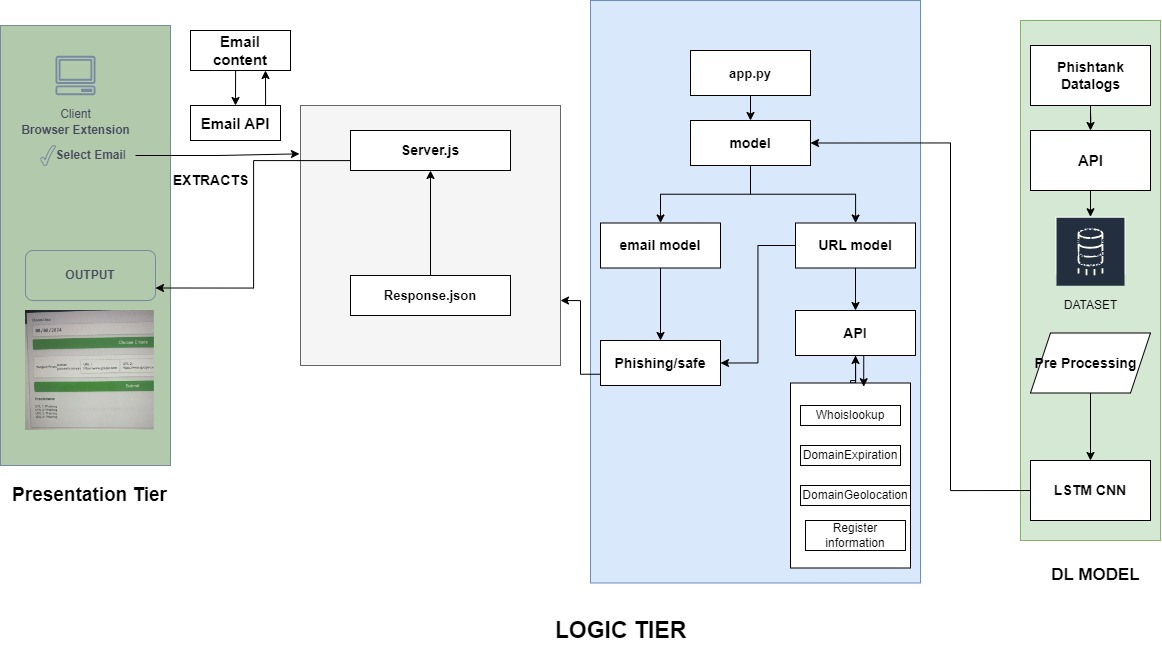 Client
Browser Extension
Select Email
OUTPUT
08/08/2024
Choose Emails
Submit
Presentation Tier
Email
content
Email API
EXTRACTS
Server.js
Response.json
app.py
model
email model
URL model
Phishing/safe
API
Whoislookup
DomainExpiration
DomainGeolocation
Register
information
LOGIC TIER
Phishtank
Datalogs
API
DATASET
Pre Processing
LSTM CNN
DL MODEL